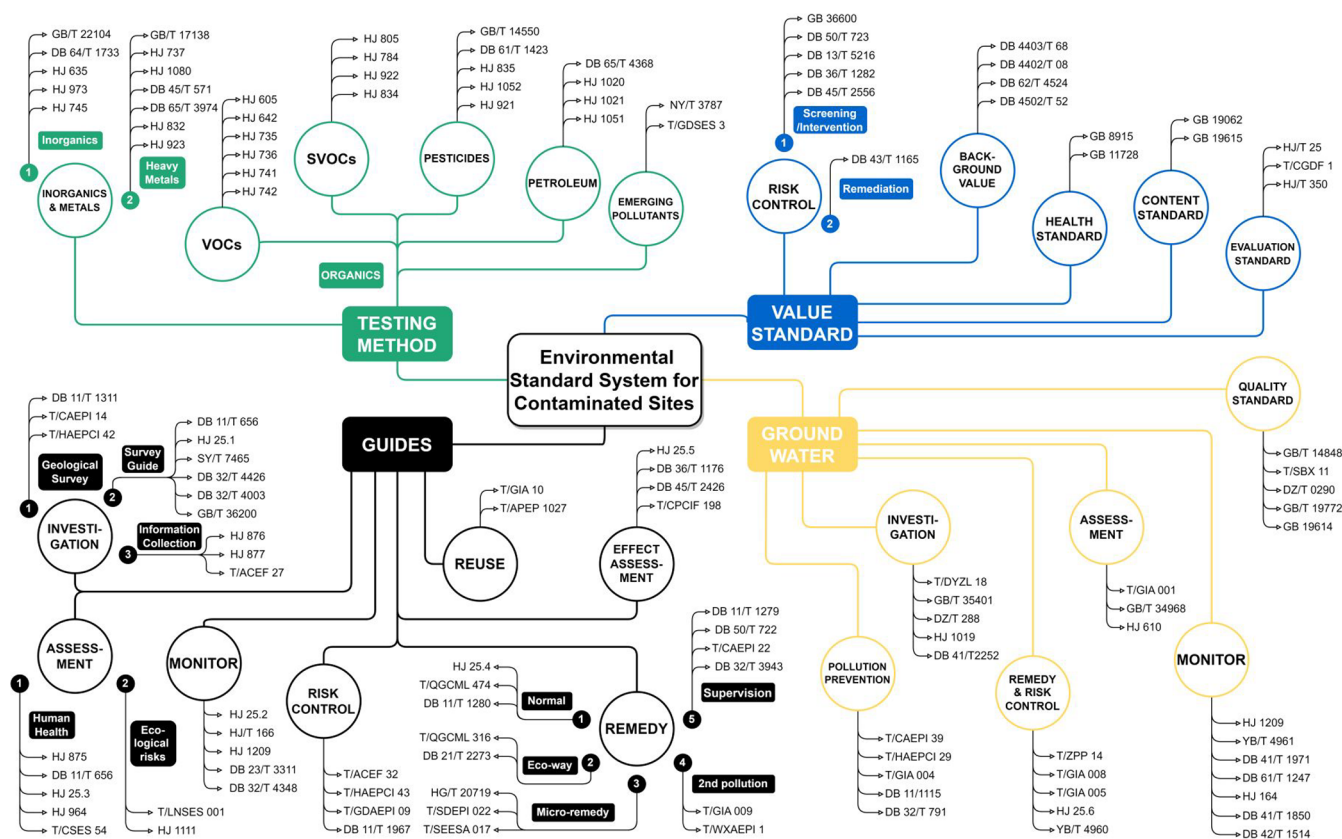 GB/T 22104
DB 64/T 1733
HJ 635
HJ 973
HJ 745
Inorganics
1
INORGANICS
& METALS
GB/T 17138
HJ 737
HJ 1080
DB 45/T 571
DB 65/T 3974
HJ 832
HJ 923
Heavy
Metals
2
HJ 605
HJ 642
HJ 735
HJ 736
HJ 741
HJ 742
VOCs
HJ 805
HJ 784
HJ 922
HJ 834
SVOCs
GB/T 14550
DB 61/T 1423
HJ 835
HJ 1052
HJ 921
PESTICIDES
DB 65/T 4368
HJ 1020
HJ 1021
HJ 1051
PETROLEUM
NY/T 3787
T/GDSES 3
EMERGING
POLLUTANTS
ORGANICS
TESTING
METHOD
GB 36600
DB 50/T 723
DB 13/T 5216
DB 36/T 1282
DB 45/T 2556
Screening
/Intervention
1
RISK
CONTROL
DB 43/T 1165
Remediation
2
DB 4403/T 68
DB 4402/T 08
DB 62/T 4524
DB 4502/T 52
BACK-
GROUND
VALUE
GB 8915
GB 11728
HEALTH
STANDARD
GB 19062
GB 19615
CONTENT
STANDARD
HJ/T 25
T/CGDF 1
HJ/T 350
EVALUATION
STANDARD
VALUE
STANDARD
Environmental
Standard System for
Contaminated Sites
GUIDES
DB 11/T 1311
T/CAEPI 14
T/HAEPCI 42
Geological
Survey
1
Survey
Guide
2
DB 11/T 656
HJ 25.1
SY/T 7465
DB 32/T 4426
DB 32/T 4003
GB/T 36200
INVESTI-
GATION
Information
Collection
3
HJ 876
HJ 877
T/ACEF 27
ASSESS-
MENT
1
Human
Health
HJ 875
DB 11/T 656
HJ 25.3
HJ 964
T/CSES 54
2
Eco-
logical
risks
T/LNSES 001
HJ 1111
MONITOR
HJ 25.2
HJ/T 166
HJ 1209
DB 23/T 3311
DB 32/T 4348
RISK
CONTROL
T/ACEF 32
T/HAEPCI 43
T/GDAEPI 09
DB 11/T 1967
T/GIA 10
T/APEP 1027
REUSE
HJ 25.5
DB 36/T 1176
DB 45/T 2426
T/CPCIF 198
EFFECT
ASSESS-
MENT
REMEDY
HJ 25.4
T/QGCML 474
DB 11/T 1280
Normal
1
T/QGCML 316
DB 21/T 2273
Eco-way
2
HG/T 20719
T/SDEPI 022
T/SEESA 017
Micro-remedy
3
4
2nd pollution
T/GIA 009
T/WXAEPI 1
DB 11/T 1279
DB 50/T 722
T/CAEPI 22
DB 32/T 3943
Supervision
5
GROUND
WATER
QUALITY
STANDARD
GB/T 14848
T/SBX 11
DZ/T 0290
GB/T 19772
GB 19614
INVESTI-
GATION
T/DYZL 18
GB/T 35401
DZ/T 288
HJ 1019
DB 41/T2252
ASSESS-
MENT
T/GIA 001
GB/T 34968
HJ 610
POLLUTION
PREVENTION
T/CAEPI 39
T/HAEPCI 29
T/GIA 004
DB 11/1115
DB 32/T 791
REMEDY
& RISK
CONTROL
T/ZPP 14
T/GIA 008
T/GIA 005
HJ 25.6
YB/T 4960
MONITOR
HJ 1209
YB/T 4961
DB 41/T 1971
DB 61/T 1247
HJ 164
DB 41/T 1850
DB 42/T 1514